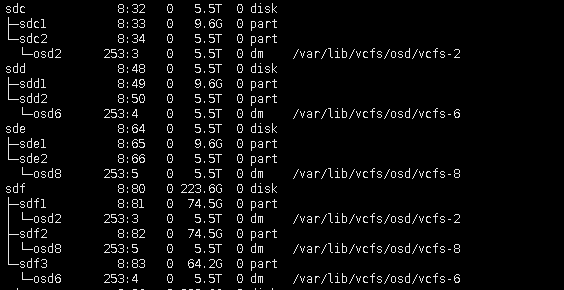 sdc 8:32 0 5.5T 0 disk
├─sdc1 8:33 0 9.6G 0 part
└─sdc2 8:34 0 5.5T 0 part
└─osd2 253:3 0 5.5T 0 dm /var/lib/vcfs/osd/vcfs-2
sdd 8:48 0 5.5T 0 disk
├─sdd1 8:49 0 9.6G 0 part
└─sdd2 8:50 0 5.5T 0 part
└─osd6 253:4 0 5.5T 0 dm /var/lib/vcfs/osd/vcfs-6
sde 8:64 0 5.5T 0 disk
├─sde1 8:65 0 9.6G 0 part
└─sde2 8:66 0 5.5T 0 part
└─osd8 253:5 0 5.5T 0 dm /var/lib/vcfs/osd/vcfs-8
sdf 8:80 0 223.6G 0 disk
├─sdf1 8:81 0 74.5G 0 part
│ └─osd2 253:3 0 5.5T 0 dm /var/lib/vcfs/osd/vcfs-2
├─sdf2 8:82 0 74.5G 0 part
│ └─osd8 253:5 0 5.5T 0 dm /var/lib/vcfs/osd/vcfs-8
└─sdf3 8:83 0 64.2G 0 part
└─osd6 253:4 0 5.5T 0 dm /var/lib/vcfs/osd/vcfs-6